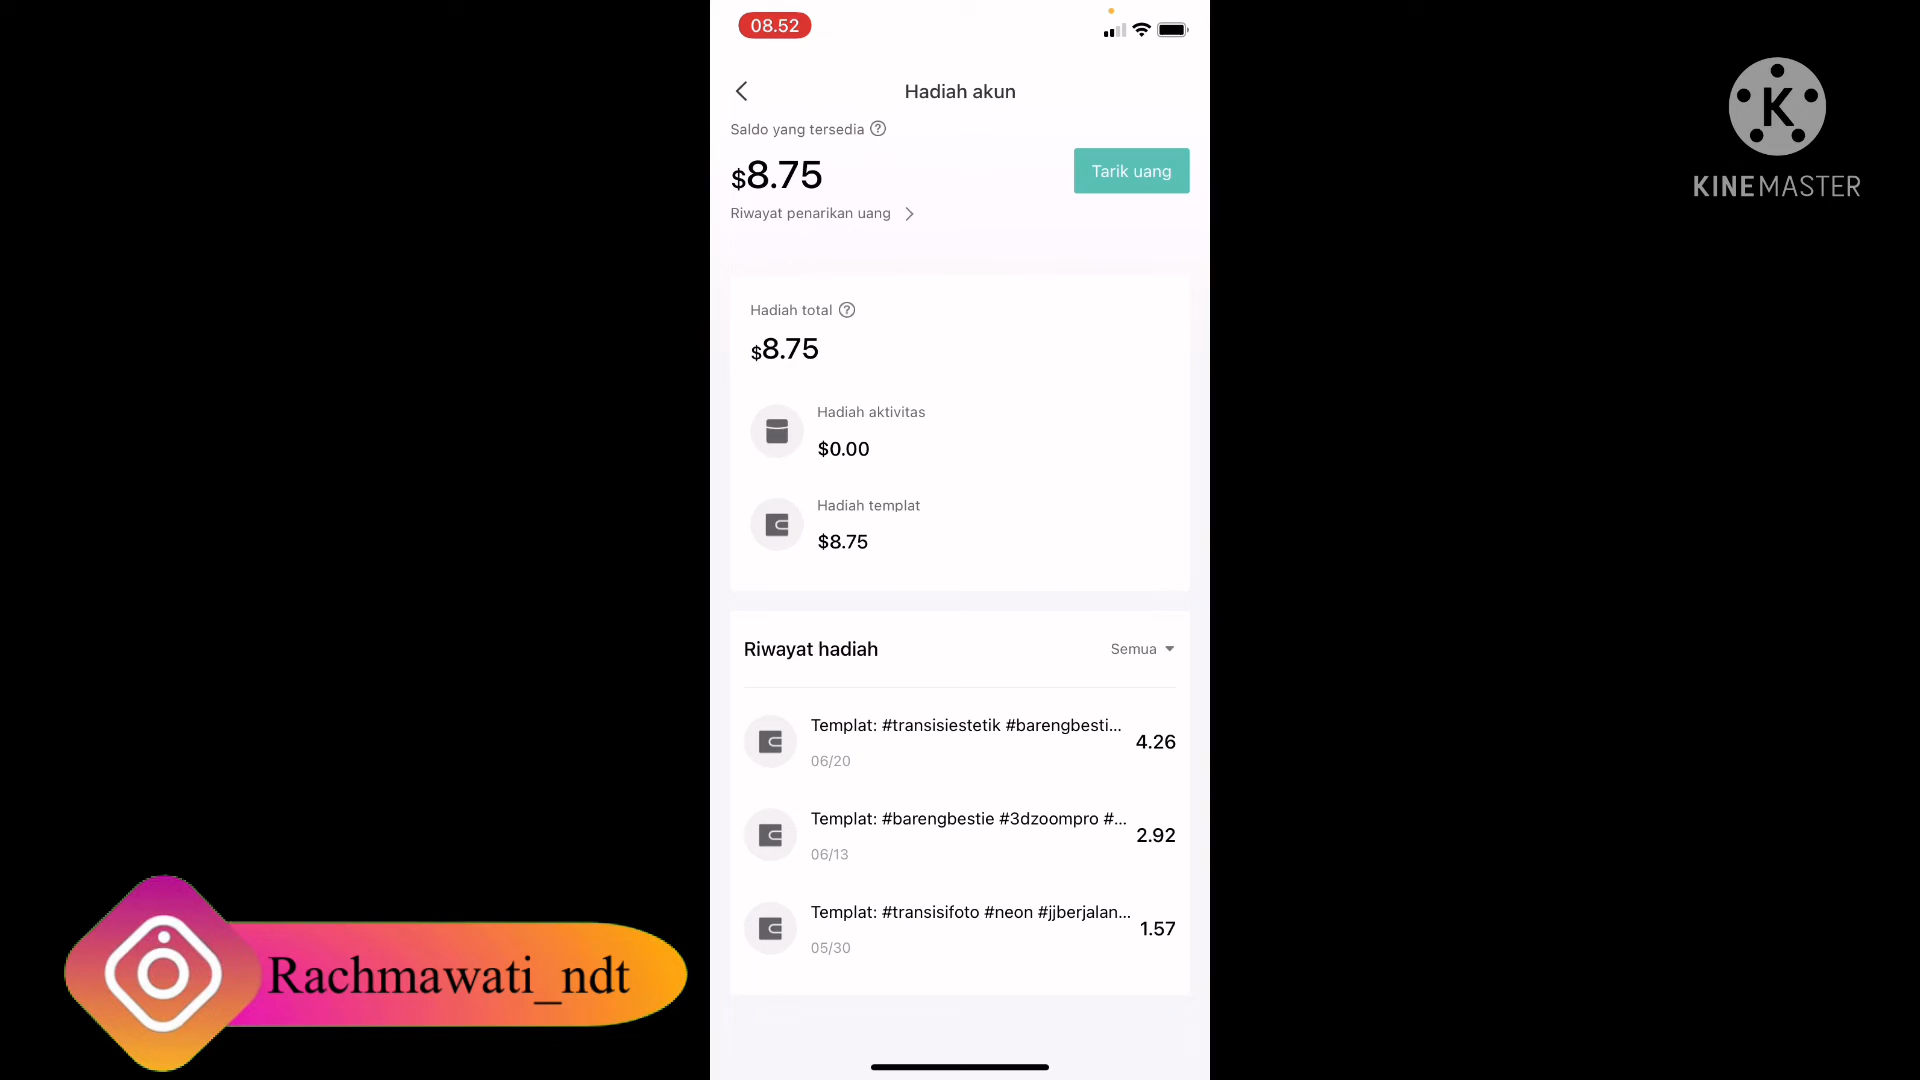 08.52
Hadiah akun
Saldo yang tersedia
$8.75
Tarik uang
Riwayat penarikan uang
Hadiah total
$8.75
Hadiah aktivitas
$0.00
Hadiah templat
$8.75
Riwayat hadiah
Semua
Templat: #transisiestetik #barengbesti...
4.26
06/20
Templat: #barengbestie #3dzoompro #...
2.92
06/13
Templat: #transisifoto #neon #jjberjalan...
1.57
05/30
K
KINEMASTER
Rachmawati_ndt